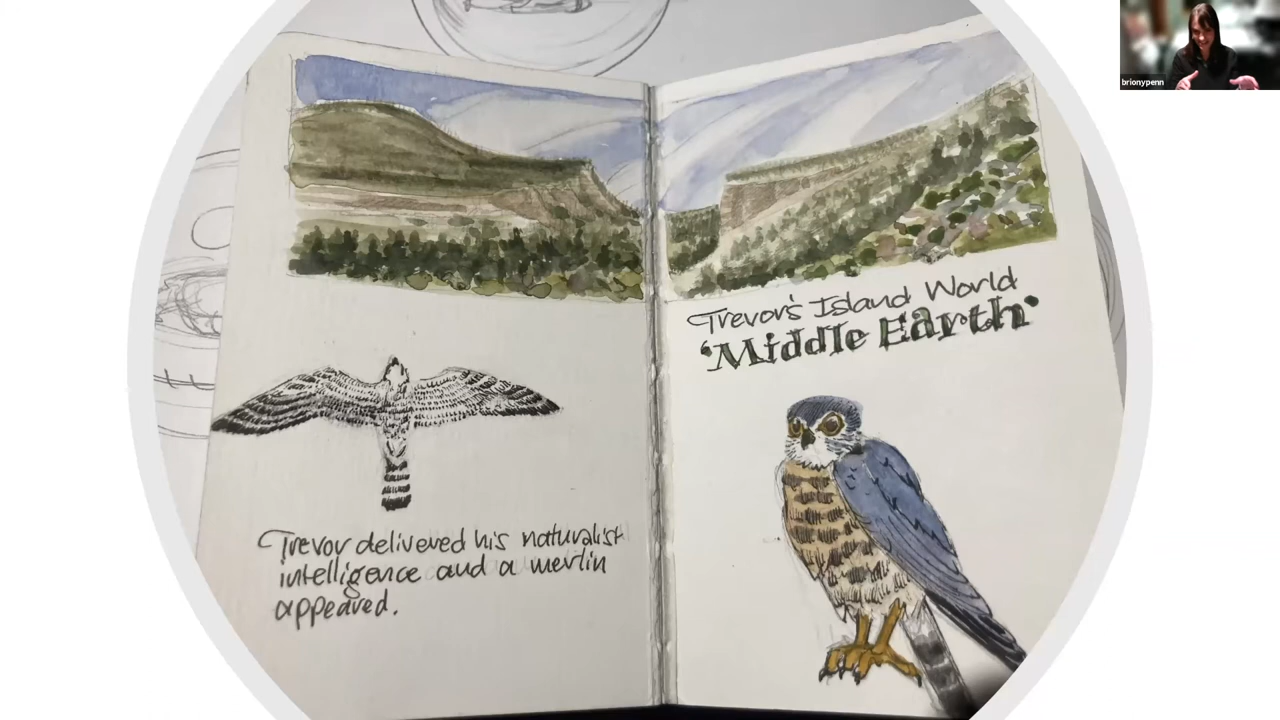 brionypenn
Trevor's Island World
'Middle Earth'
Trevor delivered his naturalist
intelligence and a merlin
appeared.